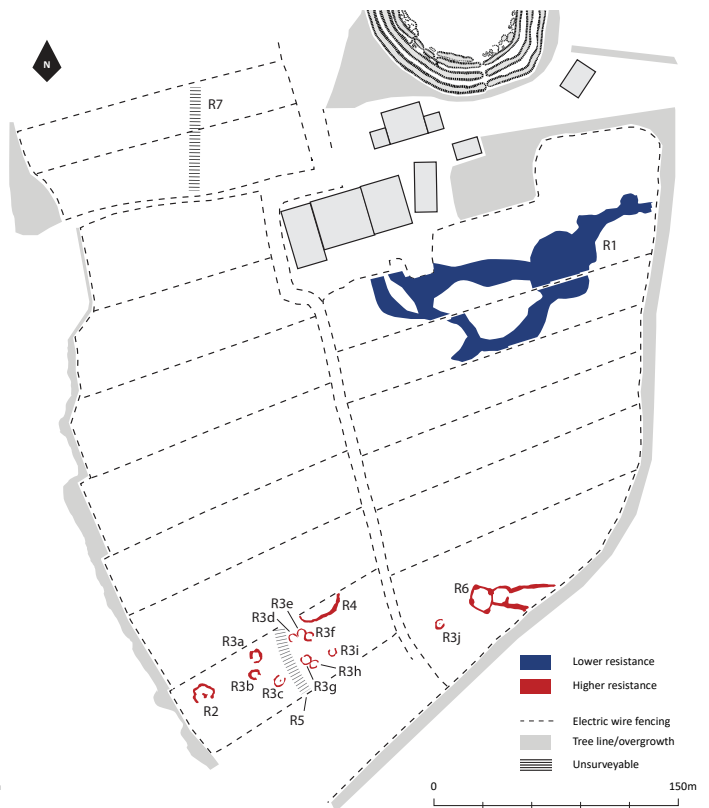 N
R7
R1
R6
R3e
R3d
R4
R3f
R3j
R3a
R3i
R3b
R3h
R3c
R3g
R2
R5
Lower resistance
Higher resistance
Electric wire fencing
Tree line/overgrowth
Unsurveyable
0 150m